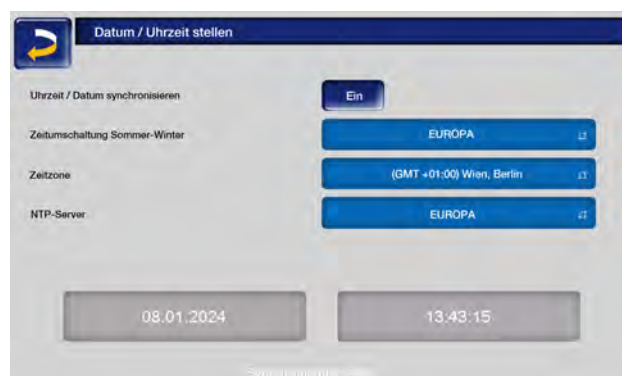 Datum / Uhrzeit stellen
Uhrzeit / Datum synchronisieren Ein
Zeitumschaltung Sommer-Winter EUROPA
Zeitzone (GMT +01:00) Wien, Berlin
NTP-Server EUROPA
08.01.2024 13:43:15